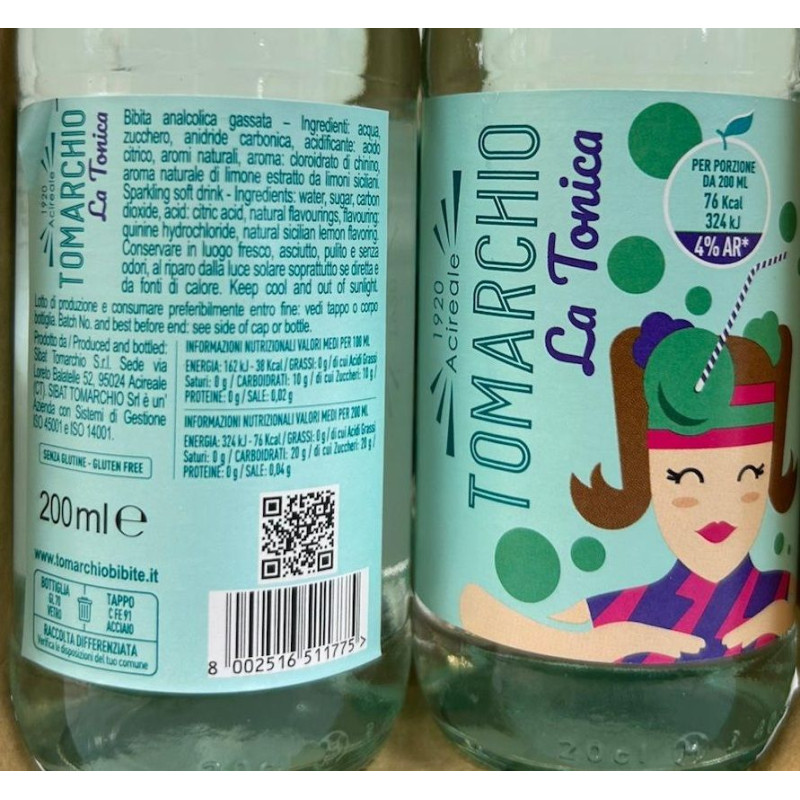 1920
Acireale
TOMARCHIO
La Tonica
Bibita analcolica gassata – Ingredienti: acqua,
zucchero, anidride carbonica, acidificante: acido
citrico, aromi naturali, aroma: cloroidrato di chinino,
aroma naturale di limone estratto da limoni siciliani.
Sparkling soft drink - Ingredients: water, sugar, carbon
dioxide, acid: citric acid, natural flavourings, flavouring:
quinine hydrochloride, natural sicilian lemon flavoring.
Conservare in luogo fresco, asciutto, pulito e senza
odori, al riparo dalla luce solare soprattutto se diretta e
da fonti di calore. Keep cool and out of sunlight.
Lotto di produzione e consumare preferibilmente entro fine: vedi tappo o corpo
bottiglia. Batch No. and best before end: see side of cap or bottle.
Prodotto da / Produced and bottled:
Sibat Tomarchio S.r.l. Sede via
Loreto Balatelle 52, 95024 Acireale
(CT). SIBAT TOMARCHIO Srl è un'
Azienda con Sistemi di Gestione
ISO 45001 e ISO 14001.
INFORMAZIONI NUTRIZIONALI VALORI MEDI PER 100 ML
ENERGIA: 162 kJ - 38 Kcal / GRASSI: 0 g / di cui Acidi Grassi
Saturi: 0 g / CARBOIDRATI: 10 g / di cui Zuccheri: 10 g /
PROTEINE: 0 g / SALE: 0,02 g
INFORMAZIONI NUTRIZIONALI VALORI MEDI PER 200 ML
ENERGIA: 324 kJ - 76 Kcal / GRASSI: 0 g / di cui Acidi Grassi
Saturi: 0 g / CARBOIDRATI: 20 g / di cui Zuccheri: 20 g /
PROTEINE: 0 g / SALE: 0,04 g
SENZA GLUTINE - GLUTEN FREE
200 ml e
www.tomarchiobibite.it
BOTTIGLIA
GL 70
VETRO
TAPPO
C FE 91
ACCIAIO
RACCOLTA DIFFERENZIATA
Verifica le disposizioni del tuo comune
8 002516 511775 >
1920
Acireale
TOMARCHIO
La Tonica
PER PORZIONE
DA 200 ML
76 Kcal
324 kJ
4% AR*
20cl